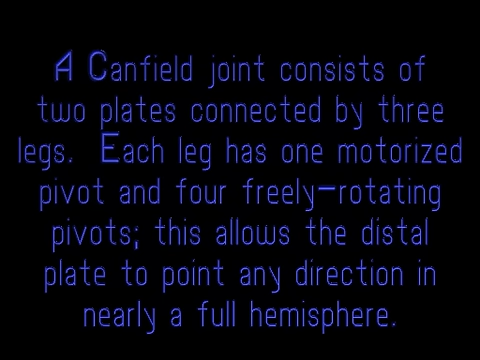 A Canfield joint consists of
two plates connected by three
legs.  Each leg has one motorized
pivot and four freely-rotating
pivots; this allows the distal
plate to point any direction in
nearly a full hemisphere.